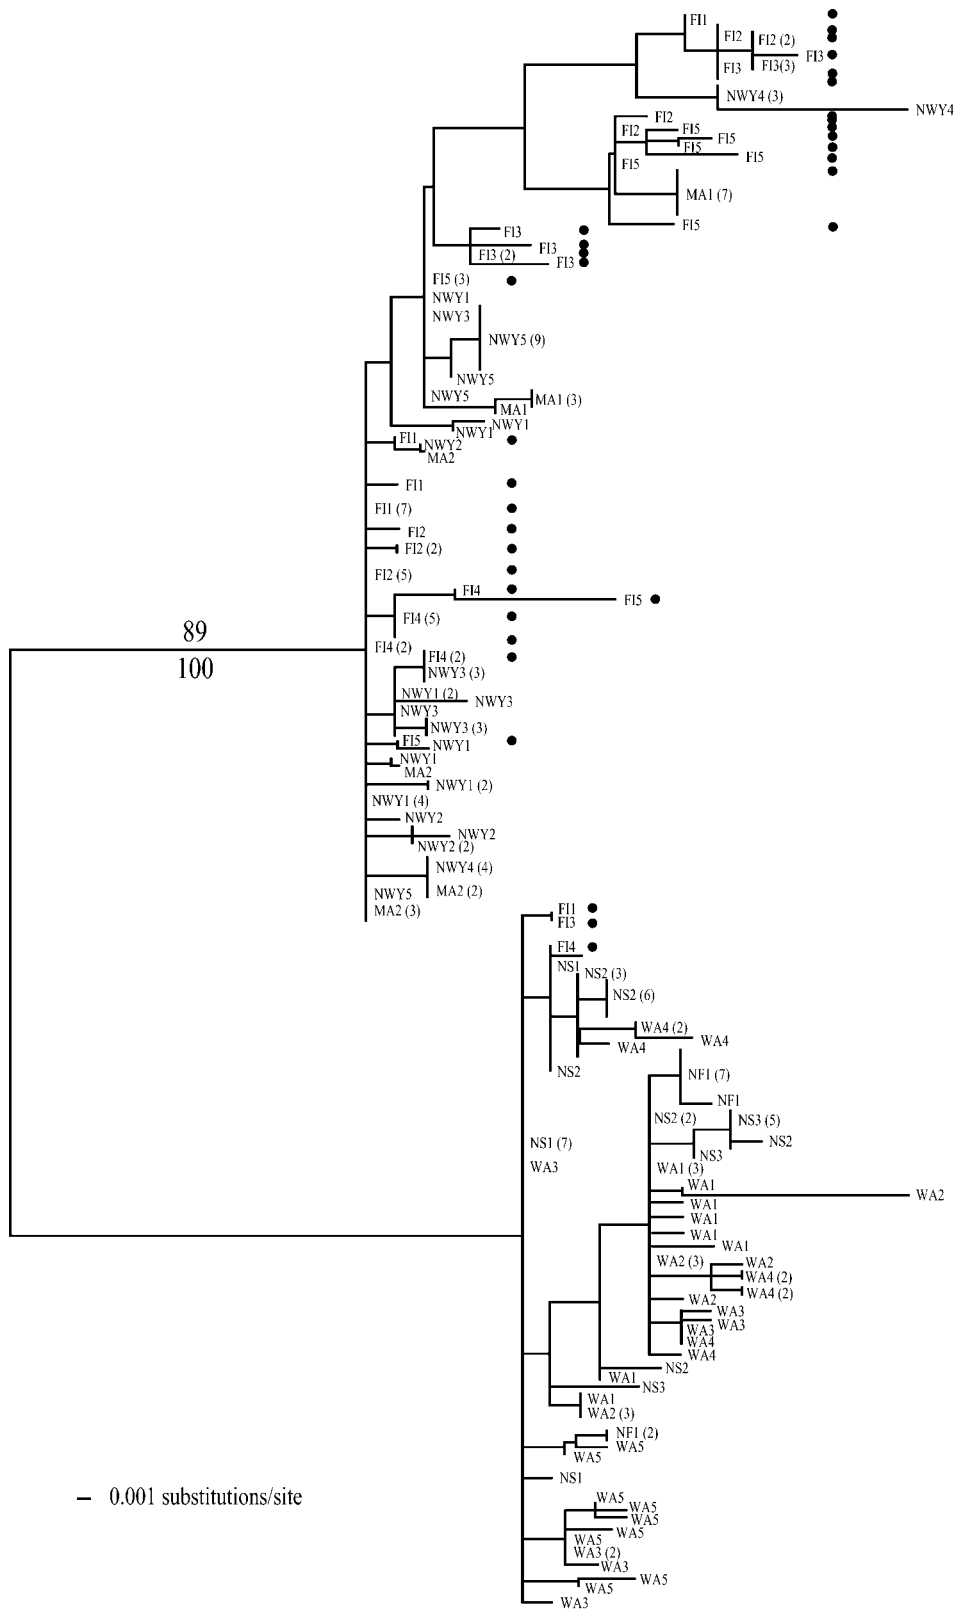 FI1
FI2
FI2 (2)
FI3
FI3
FI3(3)
NWY4 (3)
NWY4
FI2
FI2
FI5
FI5
FI5
FI5
FI5
MA1 (7)
FI5
FI3
FI3
FI3 (2)
FI3
FI5 (3)
NWY1
NWY3
NWY5 (9)
NWY5
NWY5
MA1 (3)
MA1
NWY1
NWY1
FI1
NWY2
MA2
FI1
FI1 (7)
FI2
FI2 (2)
FI2 (5)
FI4
FI5
FI4 (5)
89
FI4 (2)
100
FI4 (2)
NWY3 (3)
NWY1 (2)
NWY3
NWY3
NWY3 (3)
FI5
NWY1
NWY1
MA2
NWY1 (2)
NWY1 (4)
NWY2
NWY2
NWY2 (2)
NWY4 (4)
MA2 (2)
NWY5
MA2 (3)
FI1
FI3
FI4
NS1
NS2 (3)
NS2 (6)
WA4 (2)
WA4
WA4
NS2
NF1 (7)
NF1
NS2 (2)
NS3 (5)
NS2
NS3
NS1 (7)
WA3
WA1 (3)
WA1
WA2
WA1
WA1
WA1
WA1
WA2 (3)
WA2
WA4 (2)
WA4 (2)
WA2
WA3
WA3
WA3
WA4
WA4
NS2
WA1
NS3
WA1
WA2 (3)
NF1 (2)
WA5
WA5
NS1
0.001 substitutions/site
WA5
WA5
WA5
WA5
WA5
WA3 (2)
WA3
WA5
WA5
WA3